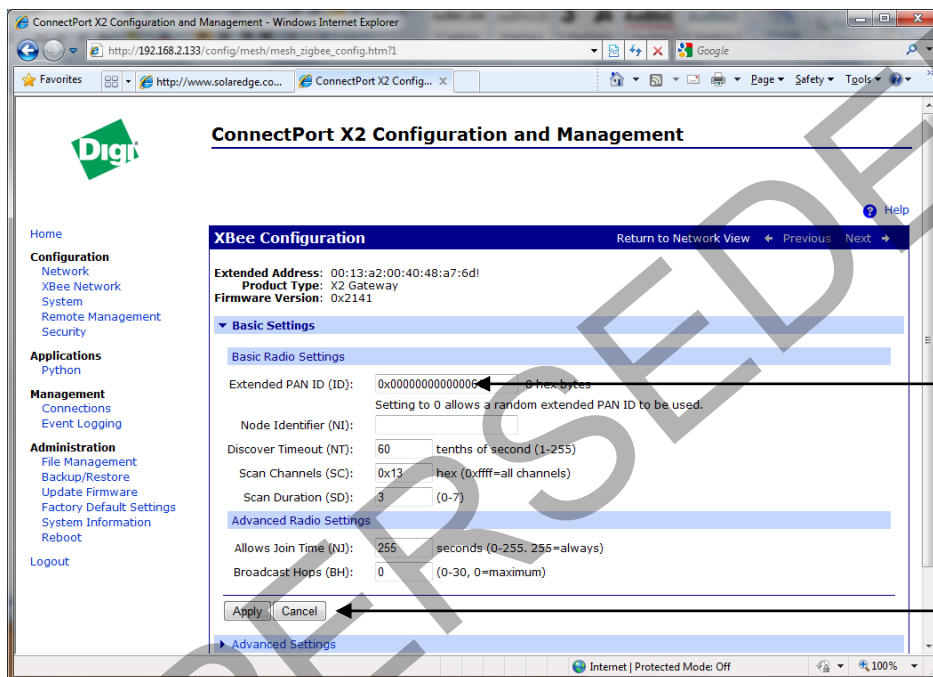 ConnectPort X2 Configuration and Management - Windows Internet Explorer
http://192.168.2.133/config/mesh/mesh_zigbee_config.htm?1
Google
Favorites
http://www.solaredge.co...
ConnectPort X2 Config...
Page
Safety
Tools
Digi
ConnectPort X2 Configuration and Management
Help
Home
Configuration
Network
XBee Network
System
Remote Management
Security
Applications
Python
Management
Connections
Event Logging
Administration
File Management
Backup/Restore
Update Firmware
Factory Default Settings
System Information
Reboot
Logout
XBee Configuration
Return to Network View
Previous
Next
Extended Address: 00:13:a2:00:40:48:a7:6d!
Product Type: X2 Gateway
Firmware Version: 0x2141
Basic Settings
Basic Radio Settings
Extended PAN ID (ID): hex bytes
Setting to 0 allows a random extended PAN ID to be used.
Node Identifier (NI):
Discover Timeout (NT): 60 tenths of second (1-255)
Scan Channels (SC): 0x13 hex (0xffff=all channels)
Scan Duration (SD): 3 (0-7)
Advanced Radio Settings
Allows Join Time (NJ): 255 seconds (0-255. 255=always)
Broadcast Hops (BH): 0 (0-30, 0=maximum)
Apply Cancel
Advanced Settings
Internet | Protected Mode: Off
100%